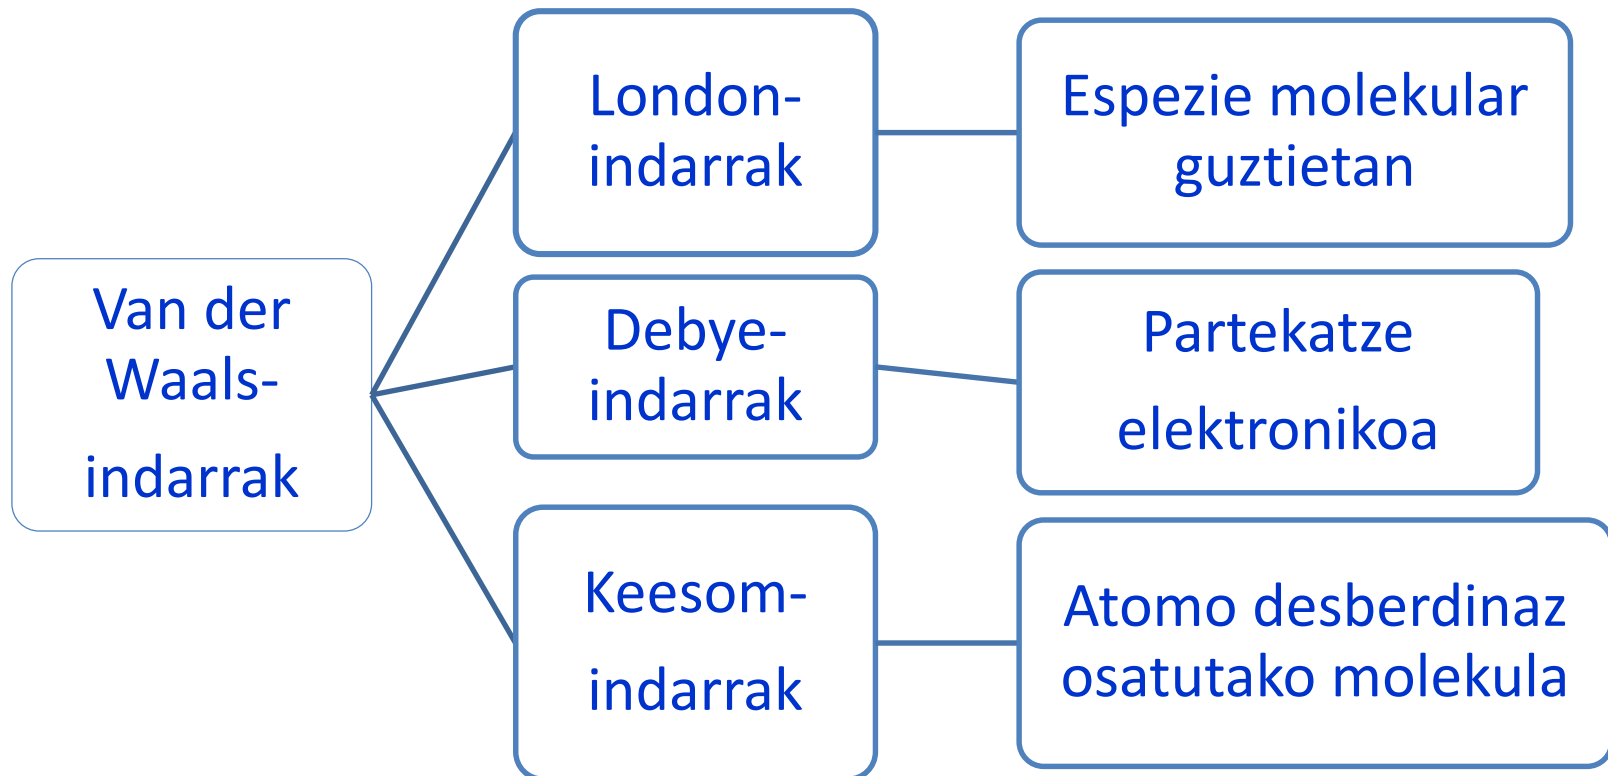 Van der
Waals-
indarrak
London-
indarrak
Espezie molekular
guztietan
Debye-
indarrak
Partekatze
elektronikoa
Keesom-
indarrak
Atomo desberdinaz
osatutako molekula